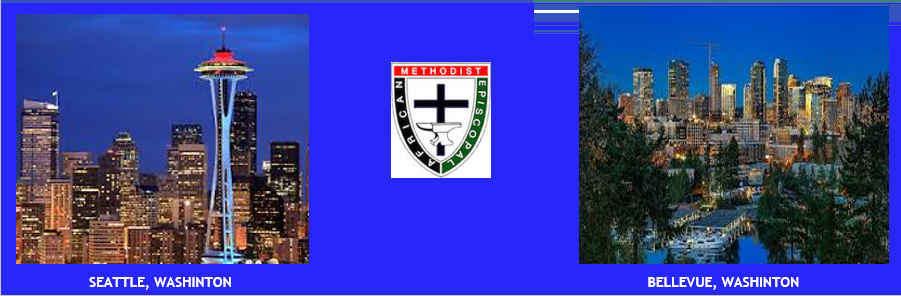 METHODIST
AFRICAN
EPISCOPAL
SEATTLE, WASHINTON
BELLEVUE, WASHINTON